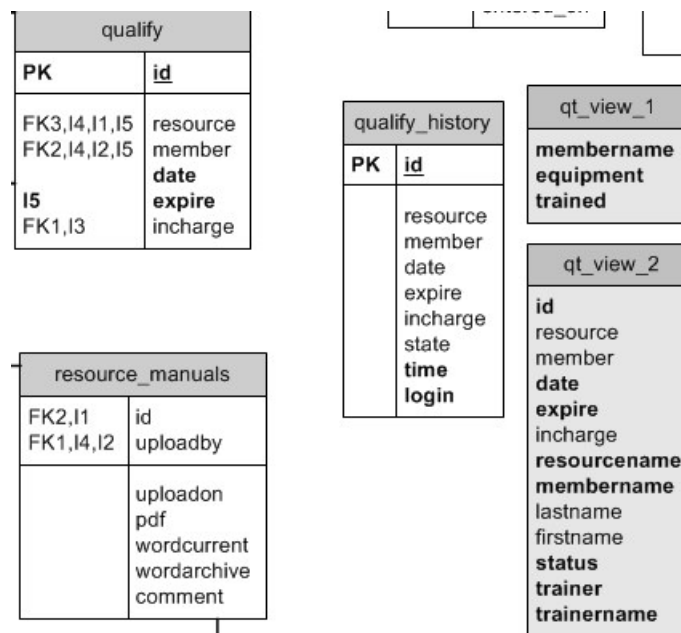 qualify
PK id
FK3,I4,I1,I5 resource
FK2,I4,I2,I5 member
date
I5 expire
FK1,I3 incharge
qualify_history
PK id
resource
member
date
expire
incharge
state
time
login
qt_view_1
membername
equipment
trained
qt_view_2
id
resource
member
date
expire
incharge
resourcename
membername
lastname
firstname
status
trainer
trainername
resource_manuals
FK2,I1 id
FK1,I4,I2 uploadby
uploadon
pdf
wordcurrent
wordarchive
comment